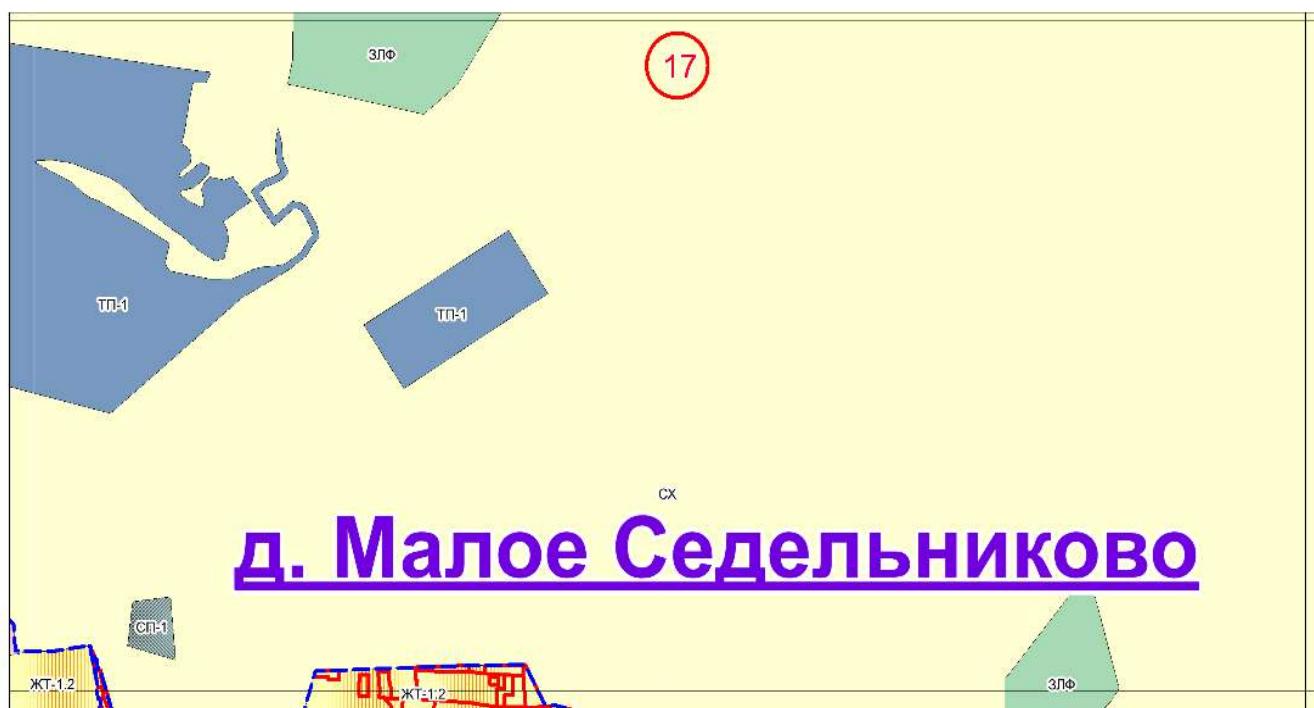 ЗЛФ
17
ТП-1
ТП-1
СХ
д. Малое Седельниково
СП-1
ЖТ-1.2
ЖТ-1.2
ЗЛФ